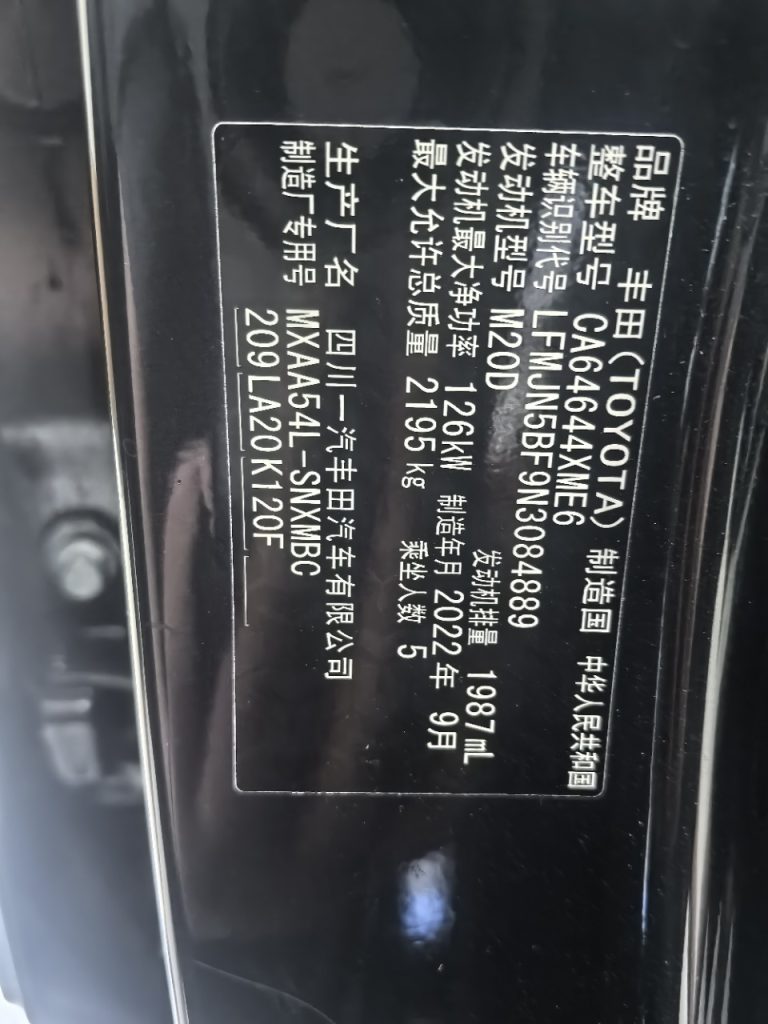 品牌 丰田(TOYOTA) 制造国 中华人民共和国
整车型号 CA64644XME6
车辆识别代号 LFMJN5BF9N3084889
发动机型号 M20D 发动机排量 1987mL
发动机最大净功率 126kW 制造年月 2022年 9月
最大允许总质量 2195kg 乘坐人数 5
生产厂名 四川一汽丰田汽车有限公司
制造厂专用号 MXAA54L-SNXMBC
209LA20K120F